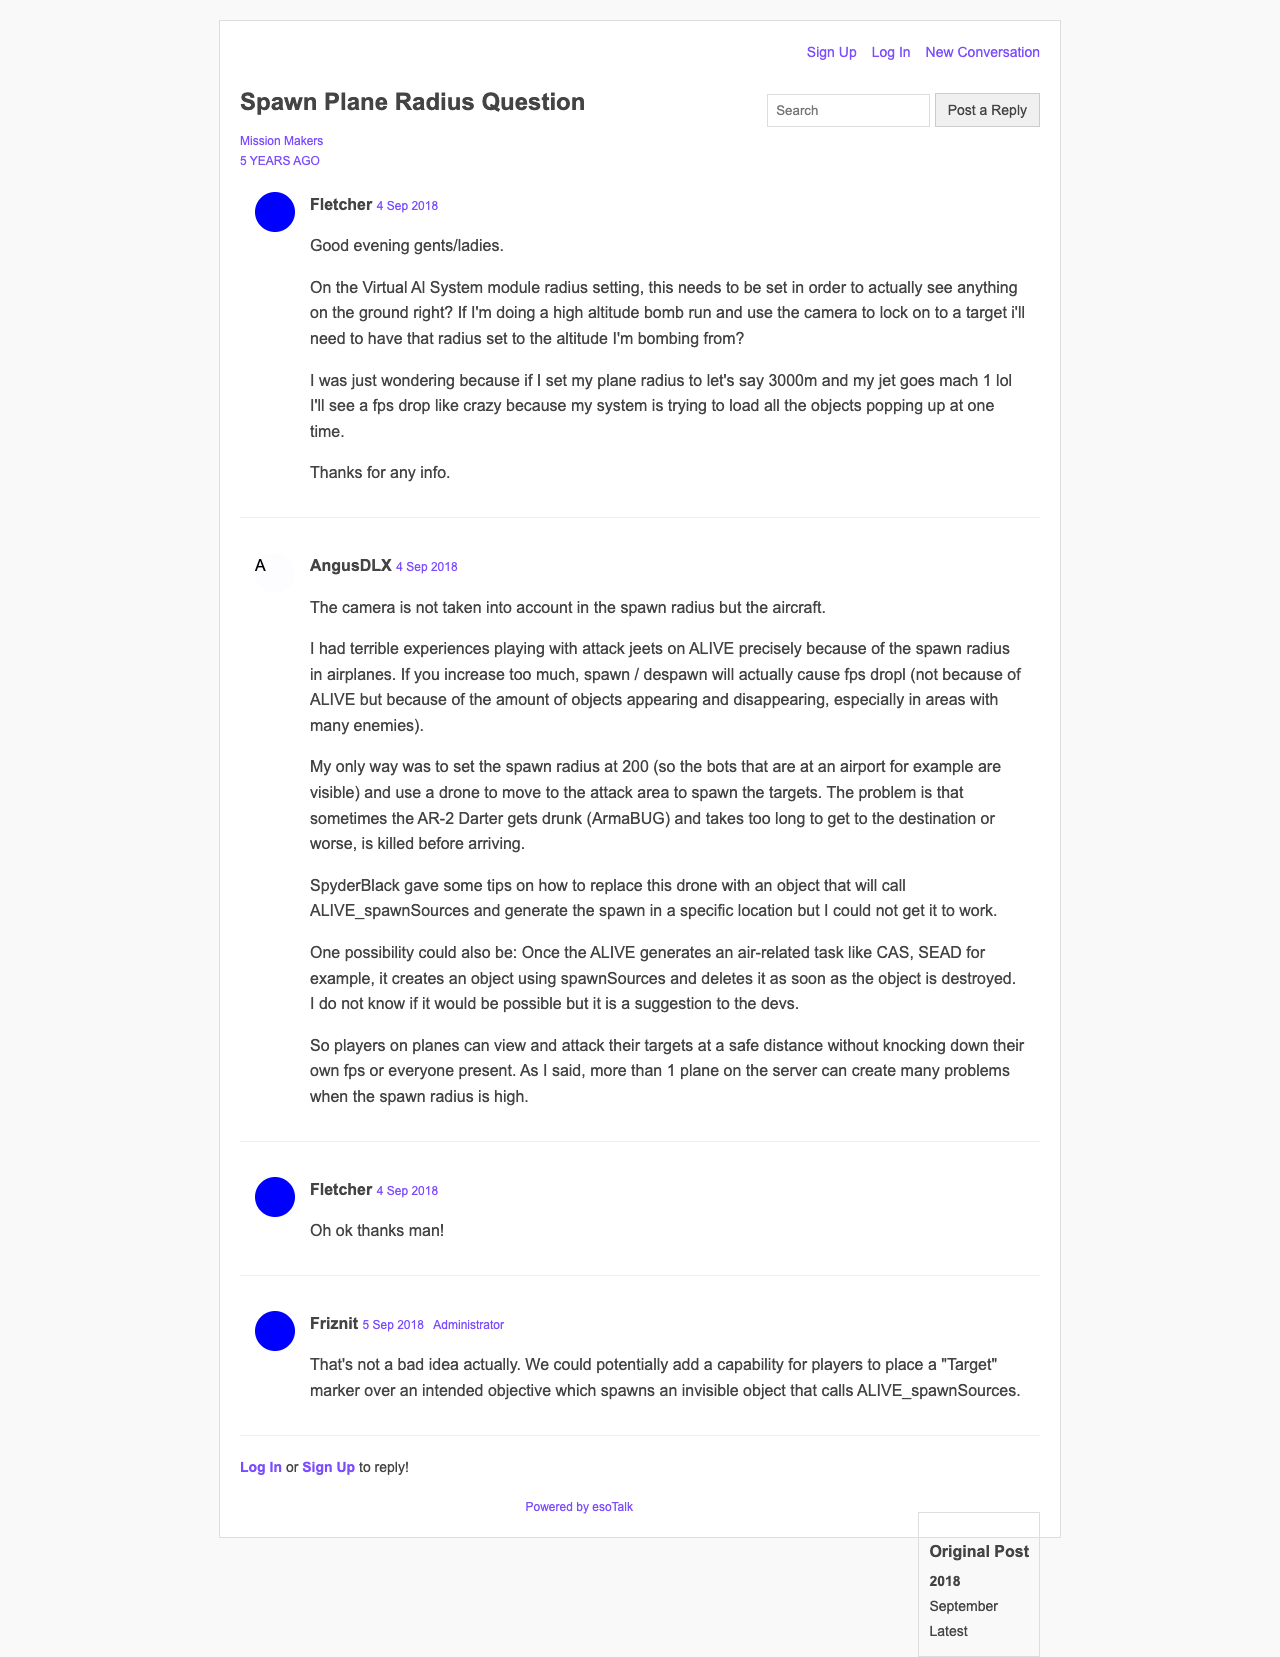 Sign Up Log In New Conversation
Spawn Plane Radius Question
Search
Post a Reply
Mission Makers
5 YEARS AGO
Fletcher 4 Sep 2018
Good evening gents/ladies.
On the Virtual AI System module radius setting, this needs to be set in order to actually see anything
on the ground right? If I'm doing a high altitude bomb run and use the camera to lock on to a target i'll
need to have that radius set to the altitude I'm bombing from?
I was just wondering because if I set my plane radius to let's say 3000m and my jet goes mach 1 lol
I'll see a fps drop like crazy because my system is trying to load all the objects popping up at one
time.
Thanks for any info.
A
AngusDLX 4 Sep 2018
The camera is not taken into account in the spawn radius but the aircraft.
I had terrible experiences playing with attack jeets on ALIVE precisely because of the spawn radius
in airplanes. If you increase too much, spawn / despawn will actually cause fps dropl (not because of
ALIVE but because of the amount of objects appearing and disappearing, especially in areas with
many enemies).
My only way was to set the spawn radius at 200 (so the bots that are at an airport for example are
visible) and use a drone to move to the attack area to spawn the targets. The problem is that
sometimes the AR-2 Darter gets drunk (ArmaBUG) and takes too long to get to the destination or
worse, is killed before arriving.
SpyderBlack gave some tips on how to replace this drone with an object that will call
ALIVE_spawnSources and generate the spawn in a specific location but I could not get it to work.
One possibility could also be: Once the ALIVE generates an air-related task like CAS, SEAD for
example, it creates an object using spawnSources and deletes it as soon as the object is destroyed.
I do not know if it would be possible but it is a suggestion to the devs.
So players on planes can view and attack their targets at a safe distance without knocking down their
own fps or everyone present. As I said, more than 1 plane on the server can create many problems
when the spawn radius is high.
Fletcher 4 Sep 2018
Oh ok thanks man!
Friznit 5 Sep 2018 Administrator
That's not a bad idea actually. We could potentially add a capability for players to place a "Target"
marker over an intended objective which spawns an invisible object that calls ALIVE_spawnSources.
Log In or Sign Up to reply!
Powered by esoTalk
Original Post
2018
September
Latest